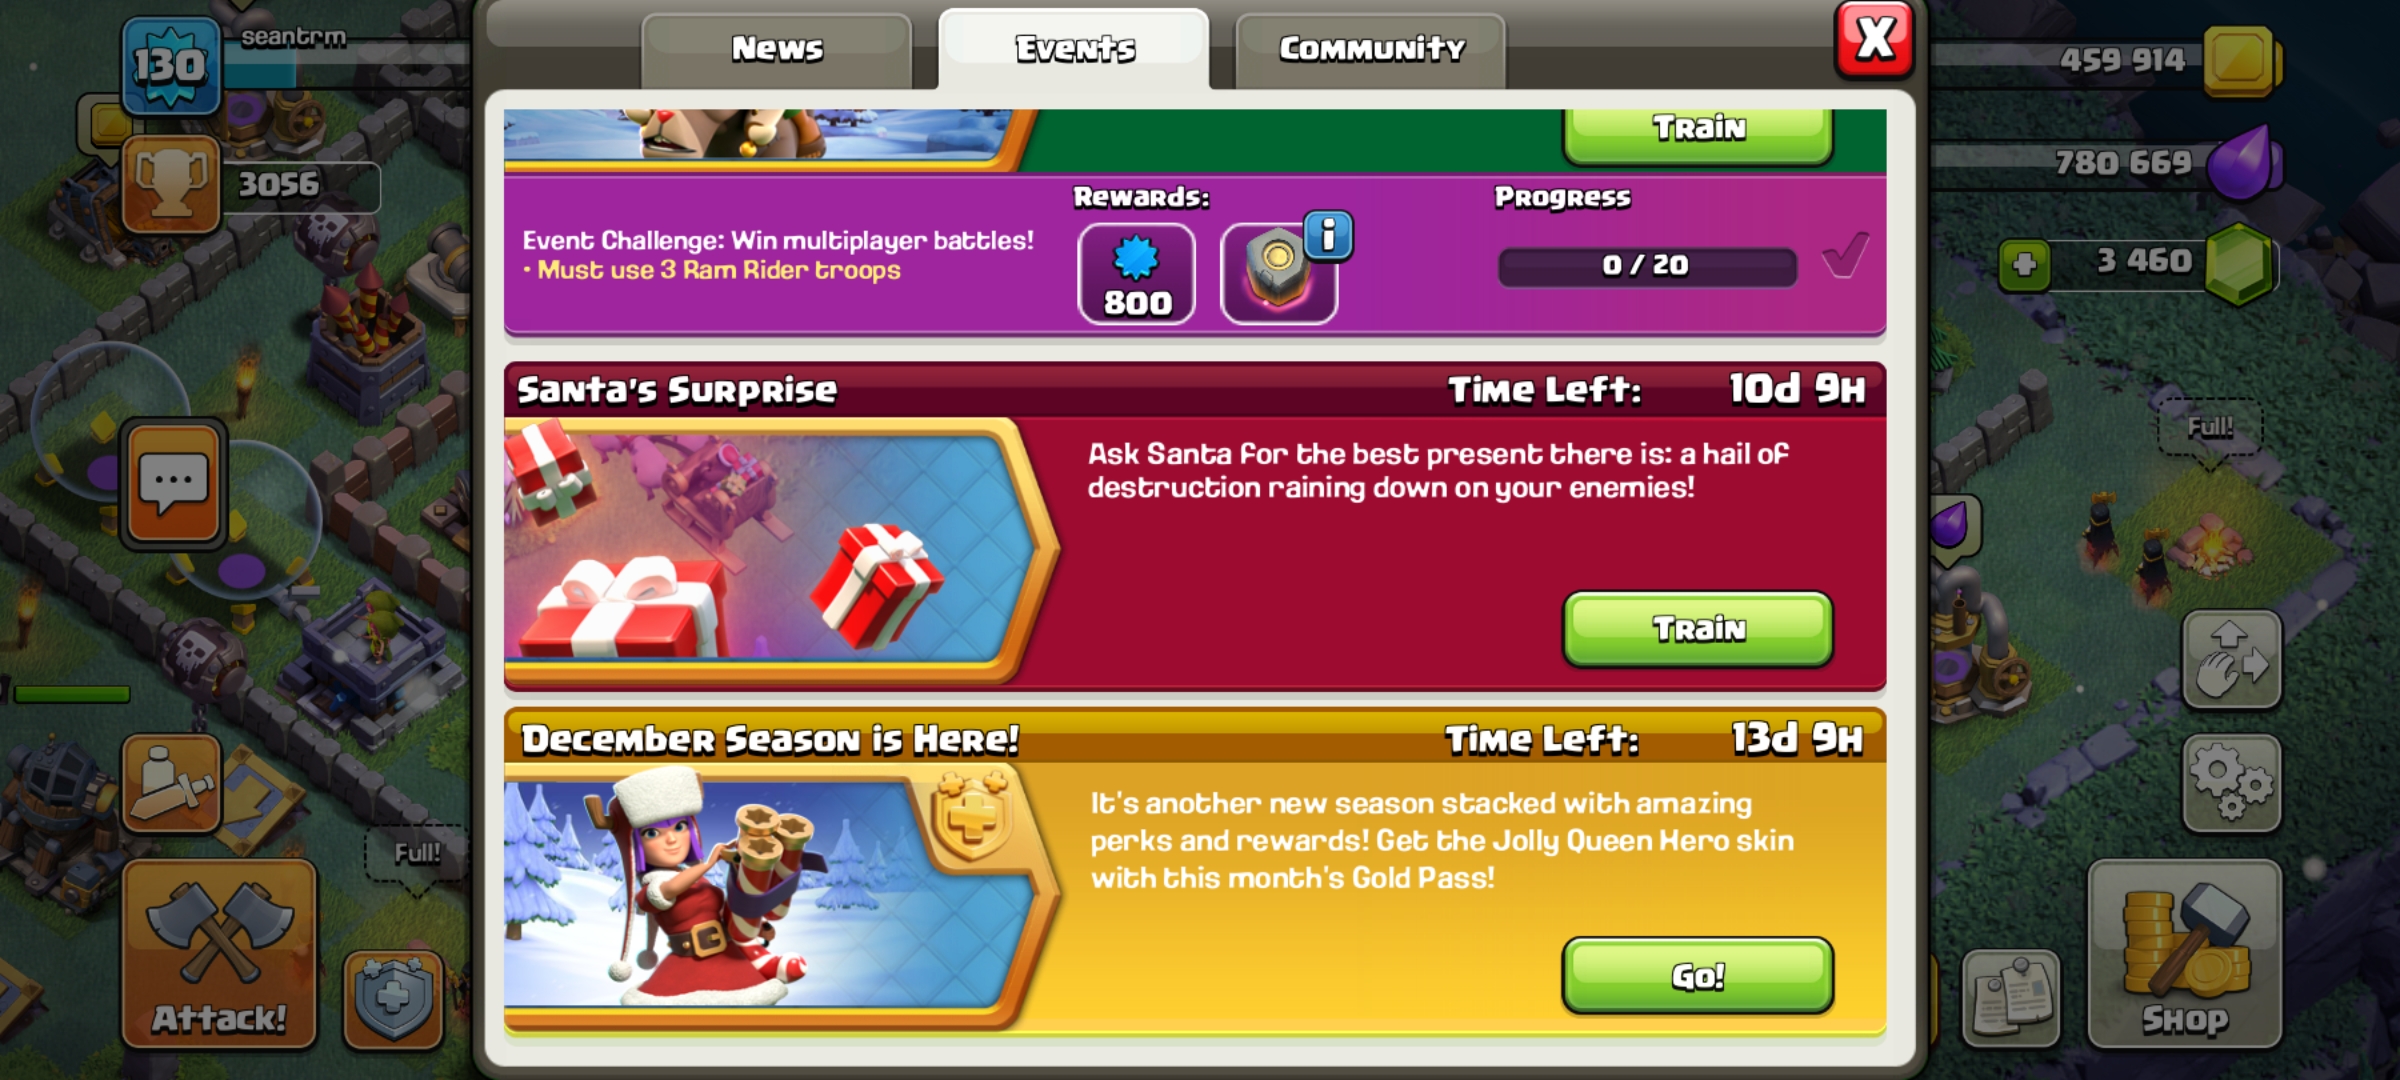 130
seantrm
3056
News
Events
Community
X
459 914
780 669
3 460
Train
Event Challenge: Win multiplayer battles!
• Must use 3 Ram Rider troops
Rewards:
800
i
Progress
0 / 20
Santa's Surprise
Time Left: 10d 9H
Ask Santa for the best present there is: a hail of
destruction raining down on your enemies!
Train
December Season is Here!
Time Left: 13d 9H
It's another new season stacked with amazing
perks and rewards! Get the Jolly Queen Hero skin
with this month's Gold Pass!
Go!
Full!
Full!
Attack!
Shop